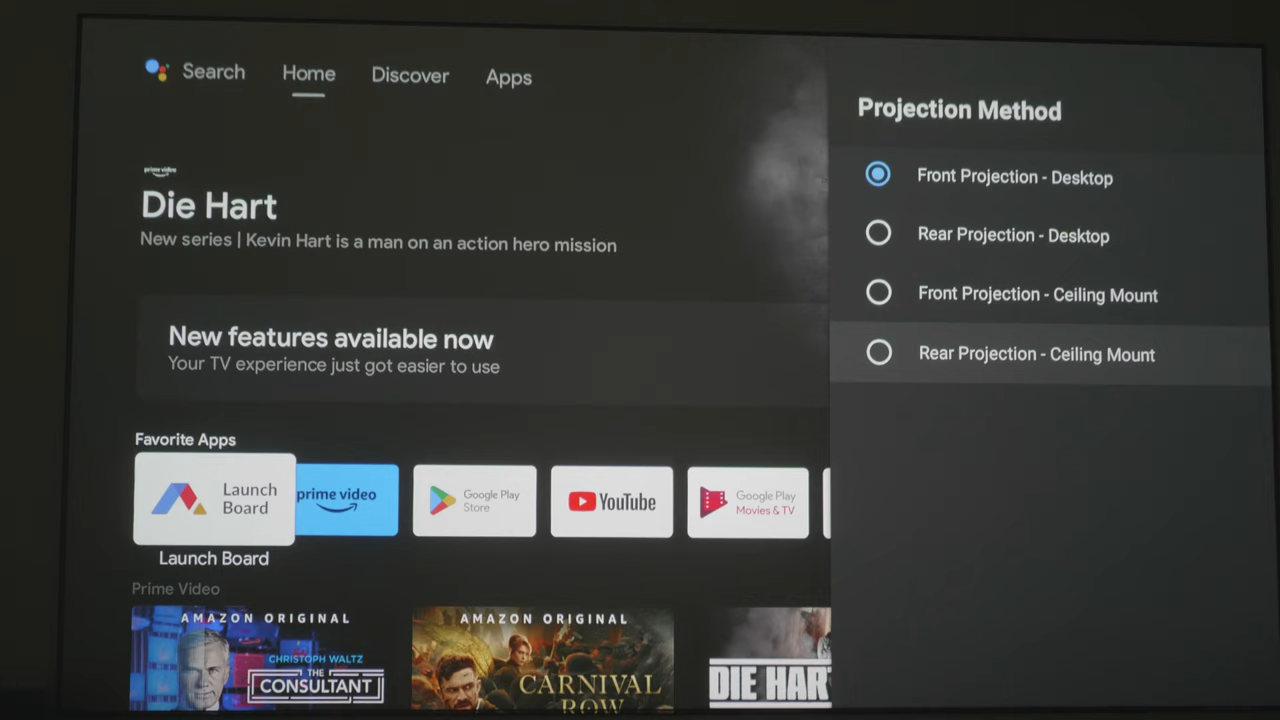 Search Home Discover Apps
prime video
Die Hart
New series | Kevin Hart is a man on an action hero mission
New features available now
Your TV experience just got easier to use
Favorite Apps
Launch
Board
prime video
Google Play
Store
YouTube
Google Play
Movies & TV
Launch Board
Prime Video
AMAZON ORIGINAL
CHRISTOPH WALTZ
THE
CONSULTANT
AMAZON ORIGINAL
CARNIVAL
ROW
DIE HAR
Projection Method
Front Projection - Desktop
Rear Projection - Desktop
Front Projection - Ceiling Mount
Rear Projection - Ceiling Mount